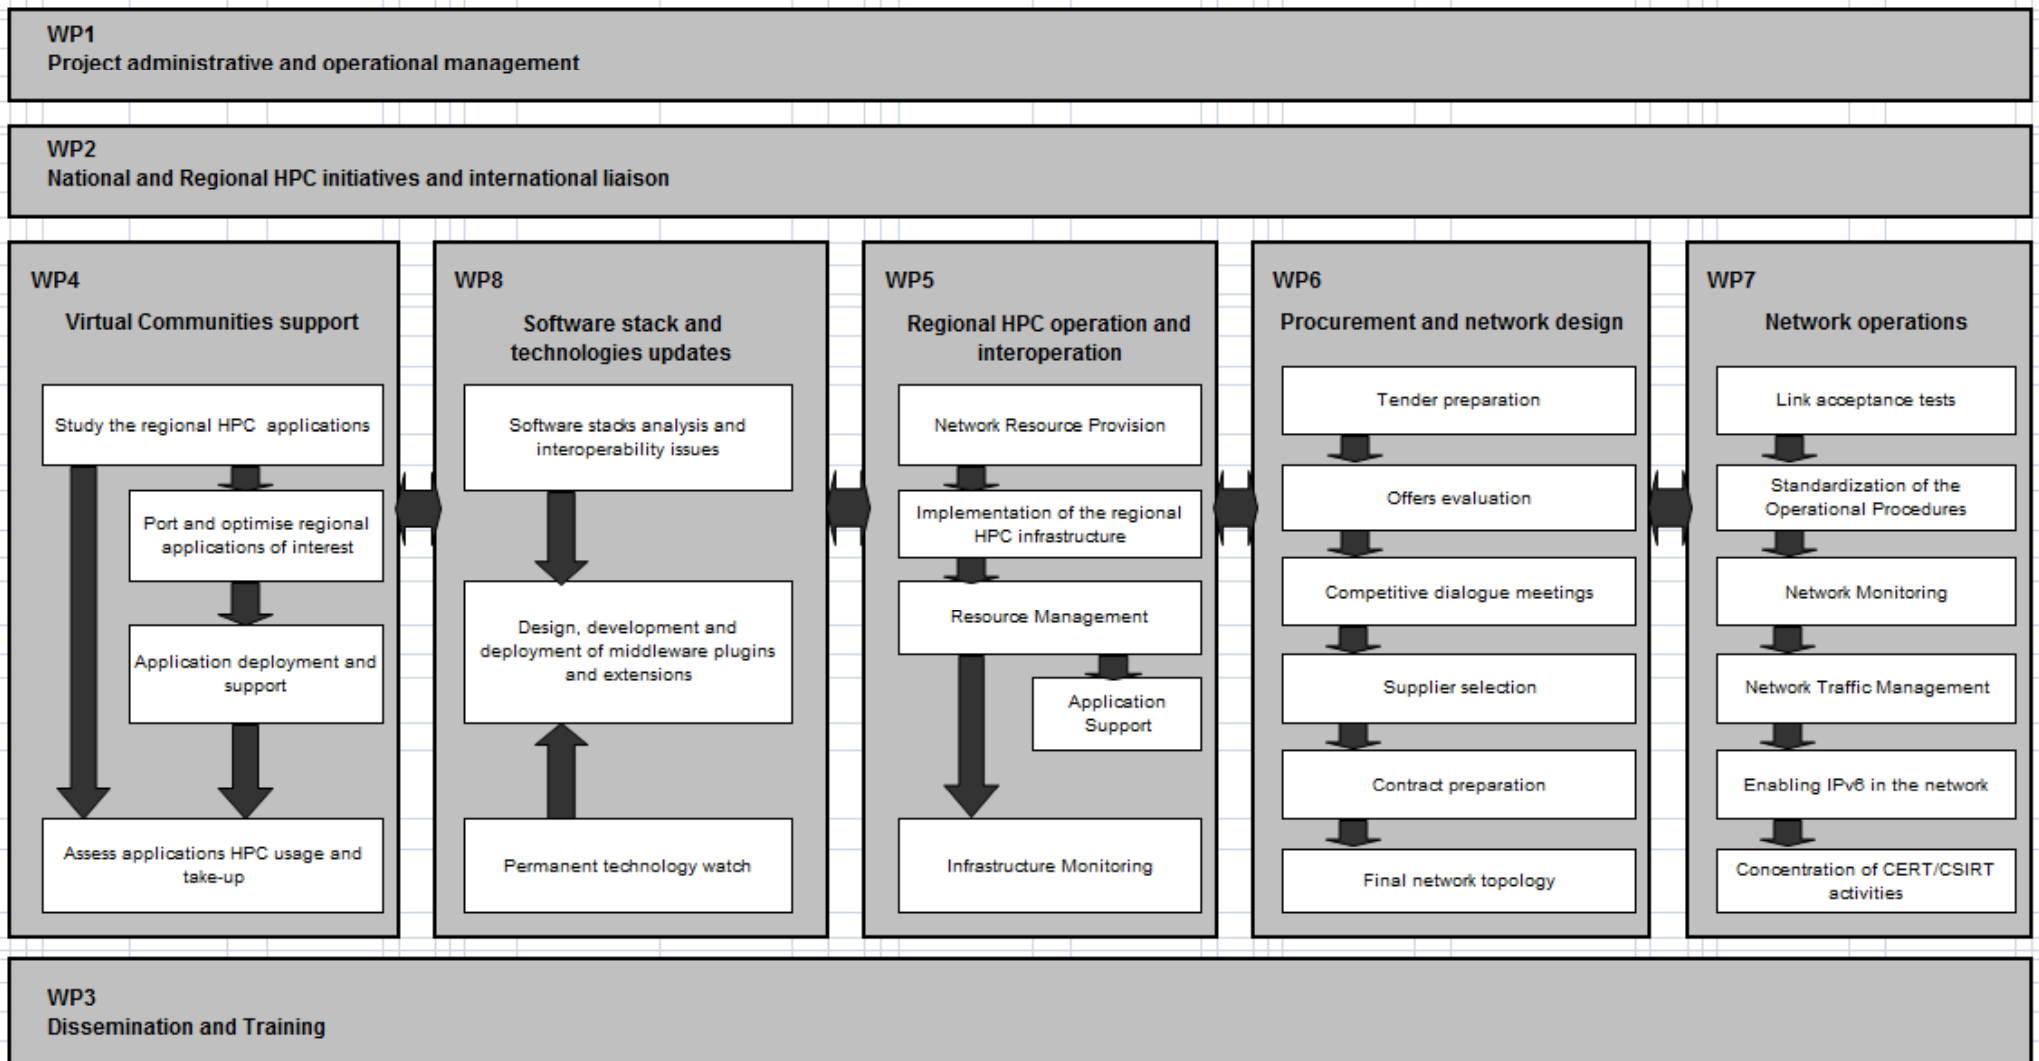 WP1
Project administrative and operational management
WP2
National and Regional HPC initiatives and international liaison
WP4
Virtual Communities support
Study the regional HPC applications
Port and optimise regional
applications of interest
Application deployment and
support
Assess applications HPC usage and
take-up
WP8
Software stack and
technologies updates
Software stacks analysis and
interoperability issues
Design, development and
deployment of middleware plugins
and extensions
Permanent technology watch
WP5
Regional HPC operation and
interoperation
Network Resource Provision
Implementation of the regional
HPC infrastructure
Resource Management
Application
Support
Infrastructure Monitoring
WP6
Procurement and network design
Tender preparation
Offers evaluation
Competitive dialogue meetings
Supplier selection
Contract preparation
Final network topology
WP7
Network operations
Link acceptance tests
Standardization of the
Operational Procedures
Network Monitoring
Network Traffic Management
Enabling IPv6 in the network
Concentration of CERT/CSIRT
activities
WP3
Dissemination and Training